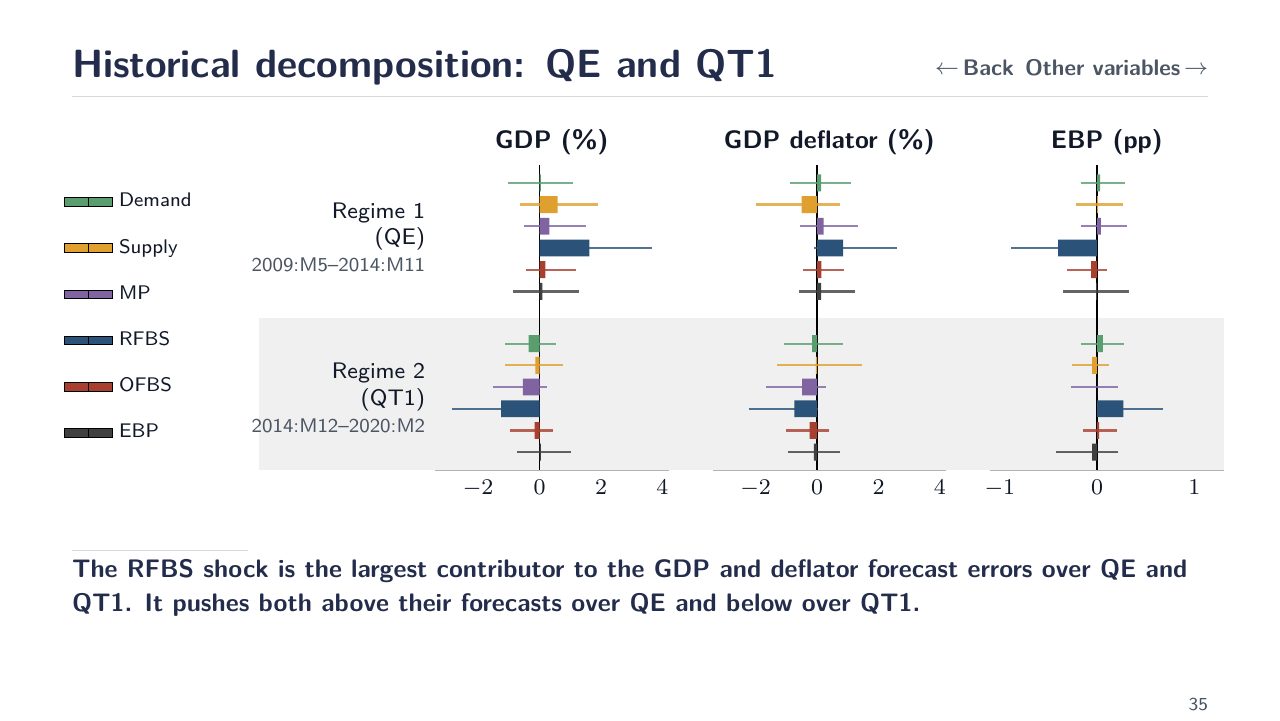 Historical decomposition: QE and QT1
← Back Other variables →
GDP (%)
GDP deflator (%)
EBP (pp)
Demand
Supply
MP
RFBS
OFBS
EBP
Regime 1
(QE)
2009:M5–2014:M11
Regime 2
(QT1)
2014:M12–2020:M2
−2 0 2 4
−2 0 2 4
−1 0 1
The RFBS shock is the largest contributor to the GDP and deflator forecast errors over QE and
QT1. It pushes both above their forecasts over QE and below over QT1.
35